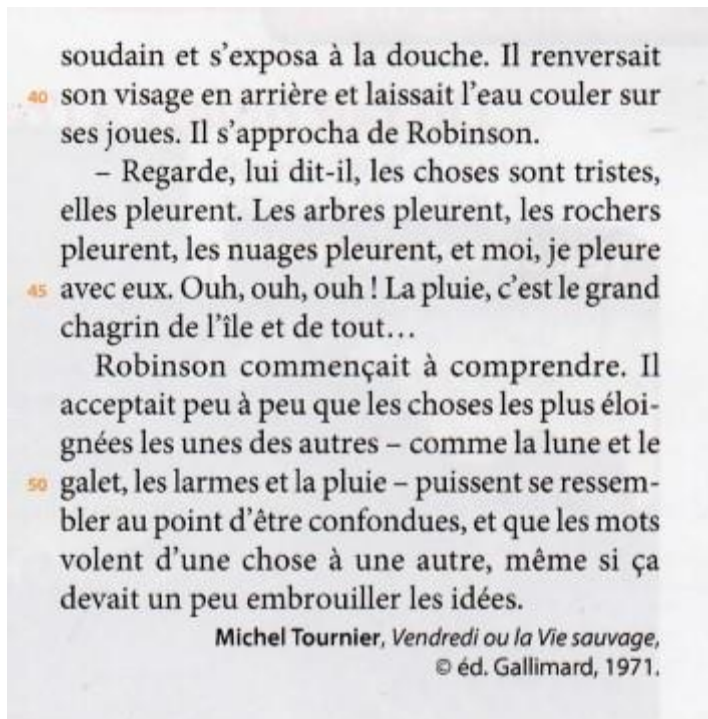 soudain et s'exposa à la douche. Il renversait
40 son visage en arrière et laissait l'eau couler sur
ses joues. Il s'approcha de Robinson.
– Regarde, lui dit-il, les choses sont tristes,
elles pleurent. Les arbres pleurent, les rochers
pleurent, les nuages pleurent, et moi, je pleure
45 avec eux. Ouh, ouh, ouh ! La pluie, c'est le grand
chagrin de l'île et de tout…
Robinson commençait à comprendre. Il
acceptait peu à peu que les choses les plus éloi-
gnées les unes des autres – comme la lune et le
50 galet, les larmes et la pluie – puissent se ressem-
bler au point d'être confondues, et que les mots
volent d'une chose à une autre, même si ça
devait un peu embrouiller les idées.
Michel Tournier, Vendredi ou la Vie sauvage,
© éd. Gallimard, 1971.